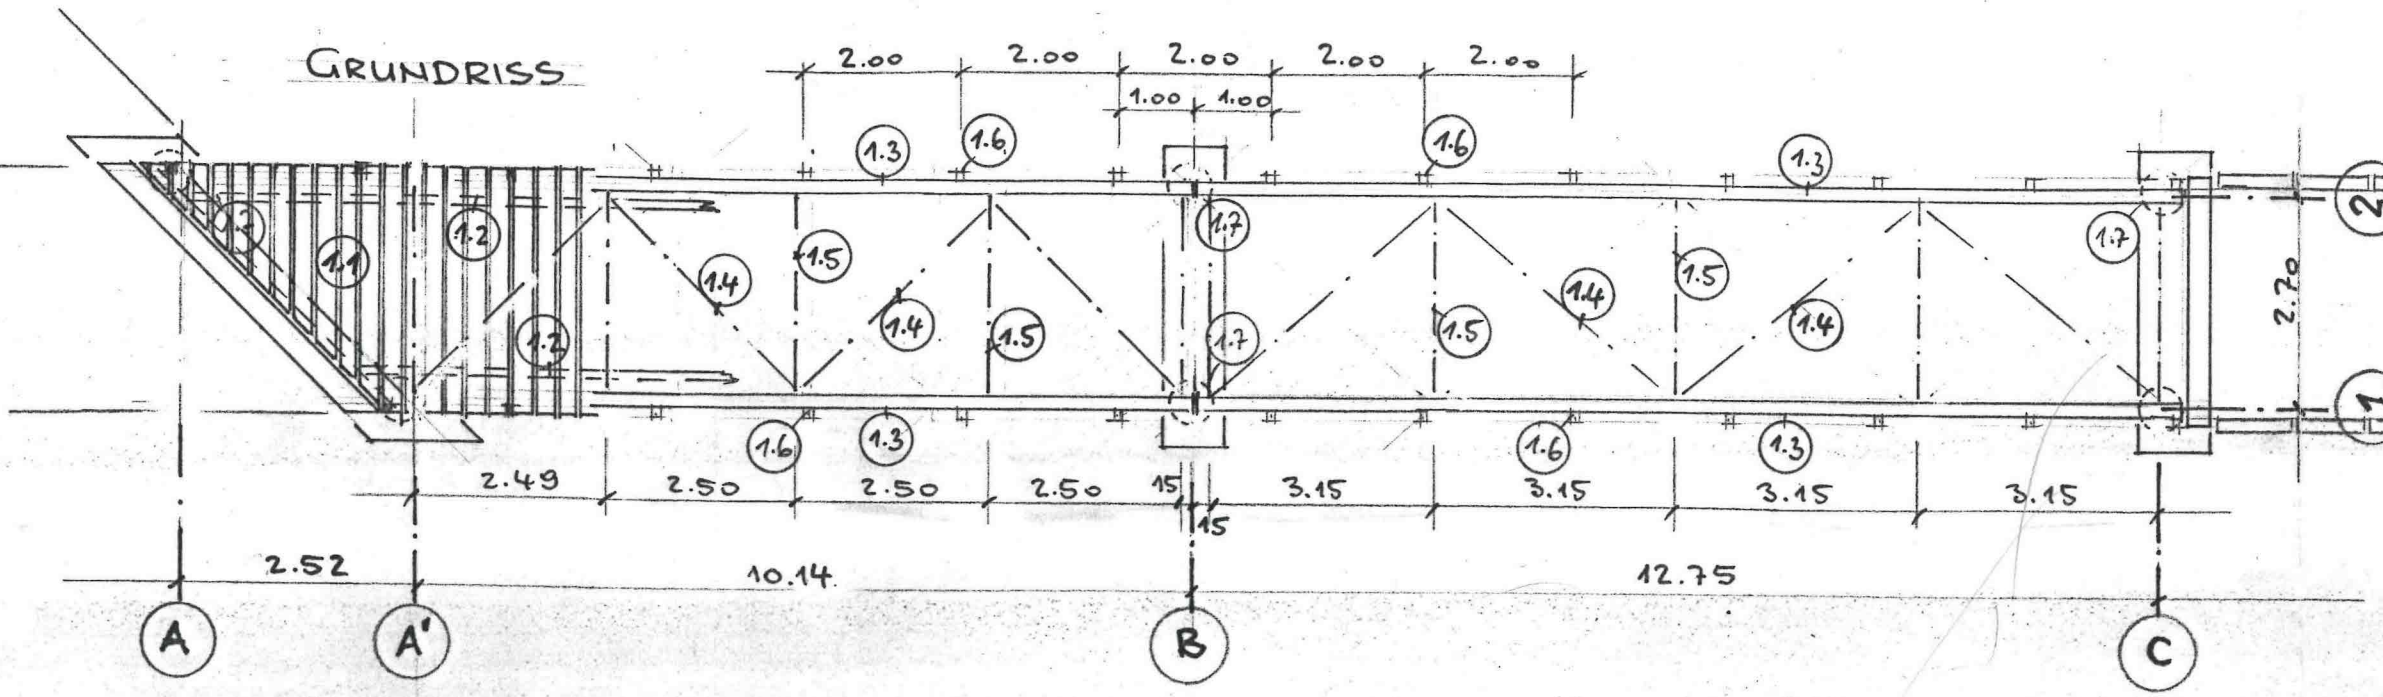 GRUNDRISS
2.00 2.00 2.00 2.00 2.00
1.00 1.00
1.3 1.6 1.6 1.3
1.2 1.1 1.2 1.4 1.5 1.7 1.4 1.5 1.7 2
1.2 1.4 1.5 1.7 1.5 1.4 2.70
1.6 1.3 1.6 1.3 1
2.49 2.50 2.50 2.50 15 3.15 3.15 3.15 3.15
15
2.52 10.14 12.75
A A' B C